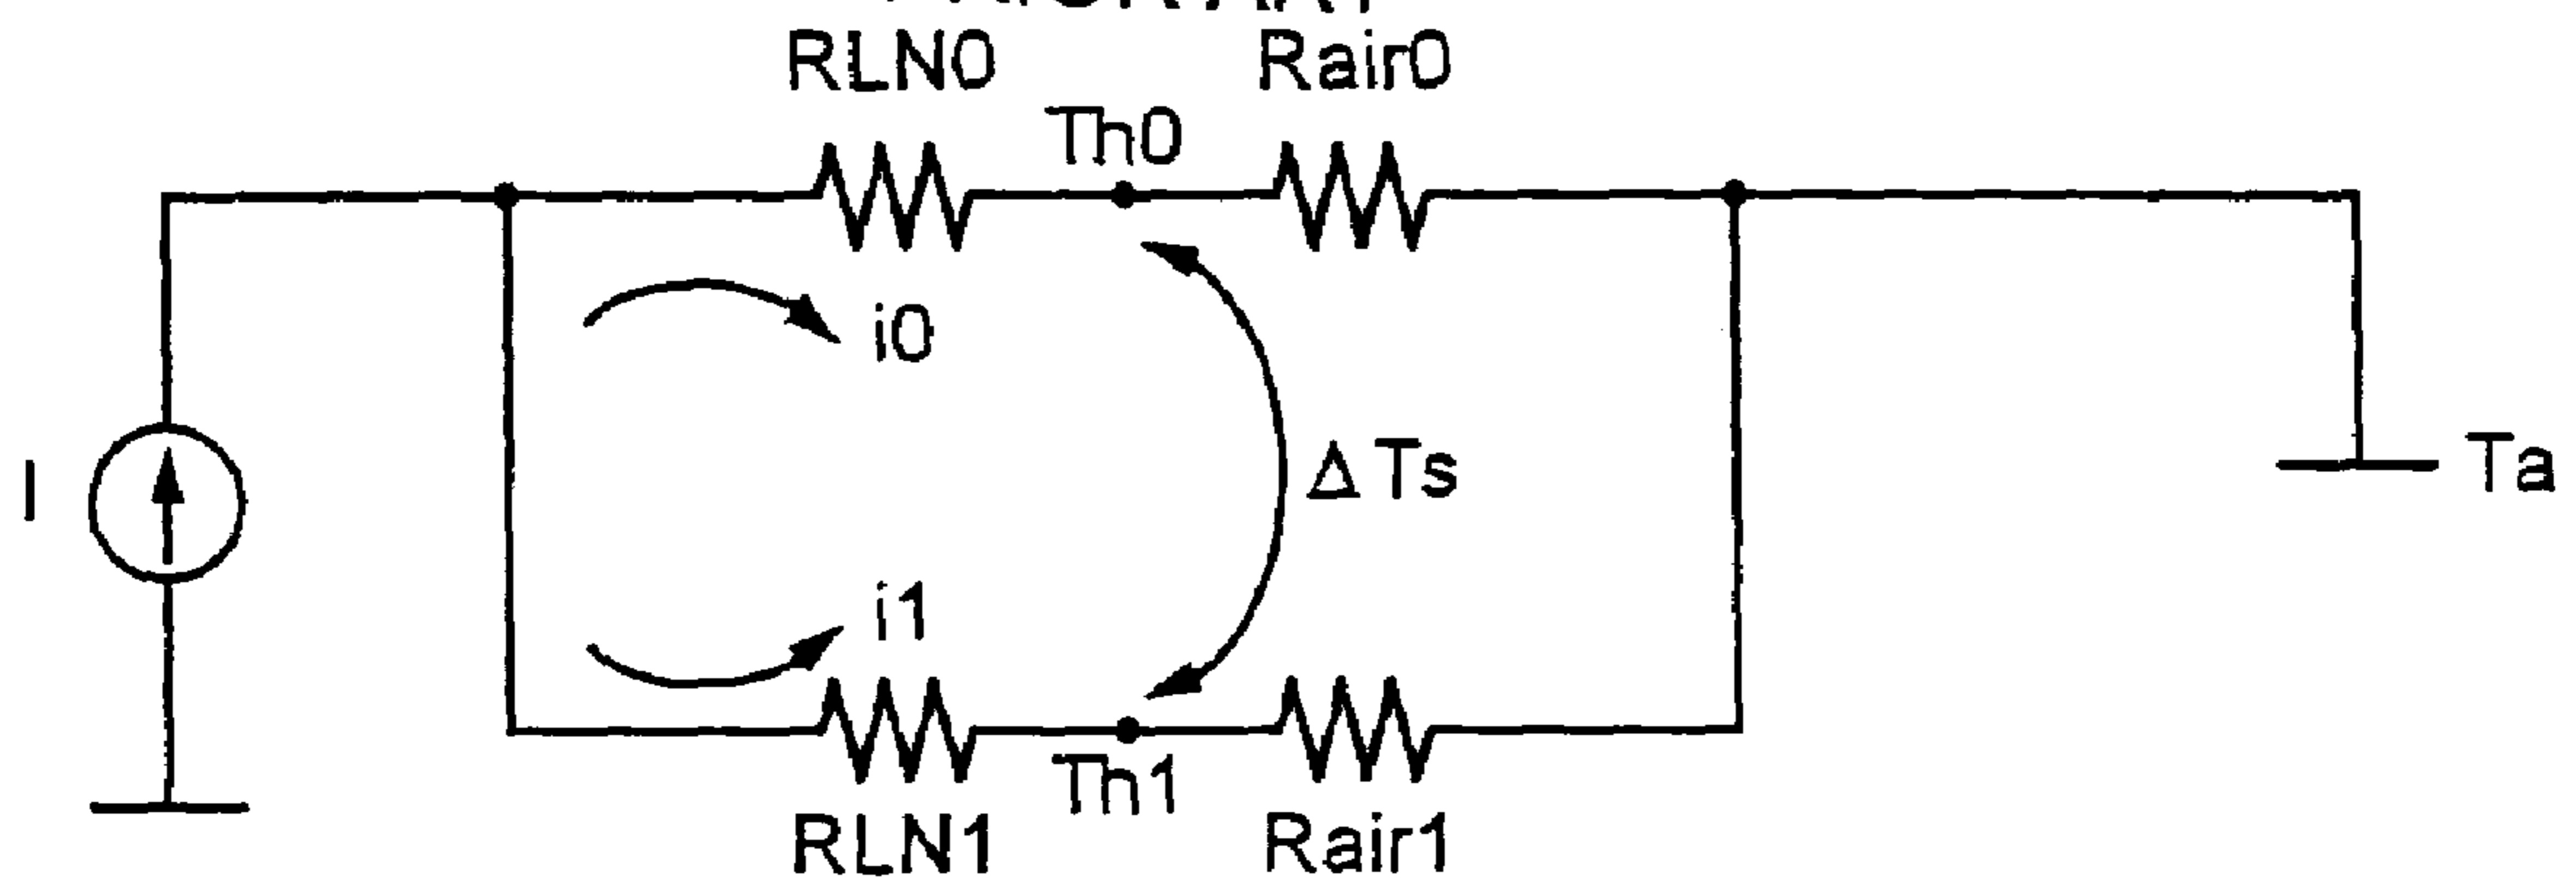 RLN0
Rair0
Th0
i0
I
ΔTs
Ta
i1
Th1
RLN1
Rair1